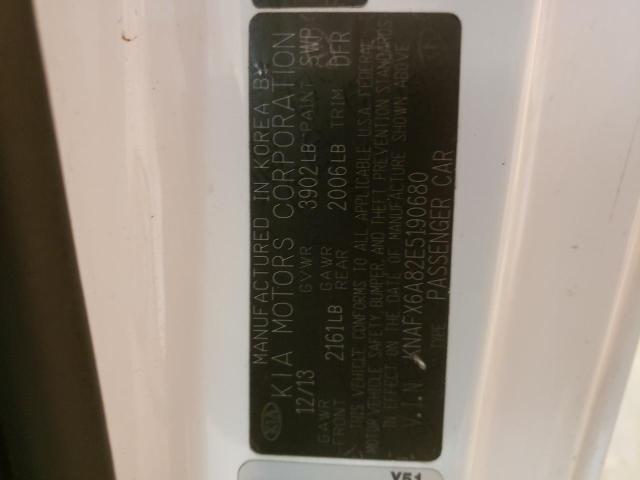 MANUFACTURED IN KOREA B
KIA KIA MOTORS CORPORATION
12/13 GVWR 3902LB PAINT SWP
GAWR FRONT 2161LB GAWR REAR 2006LB TRIM DFR
THIS VEHICLE CONFORMS TO ALL APPLICABLE U.S.A. FEDERAL
MOTOR VEHICLE SAFETY, BUMPER AND THEFT PREVENTION STANDARDS
IN EFFECT ON THE DATE OF MANUFACTURE SHOWN ABOVE
V.I.N KNAFX6A82E5190680
TYPE PASSENGER CAR
Y51